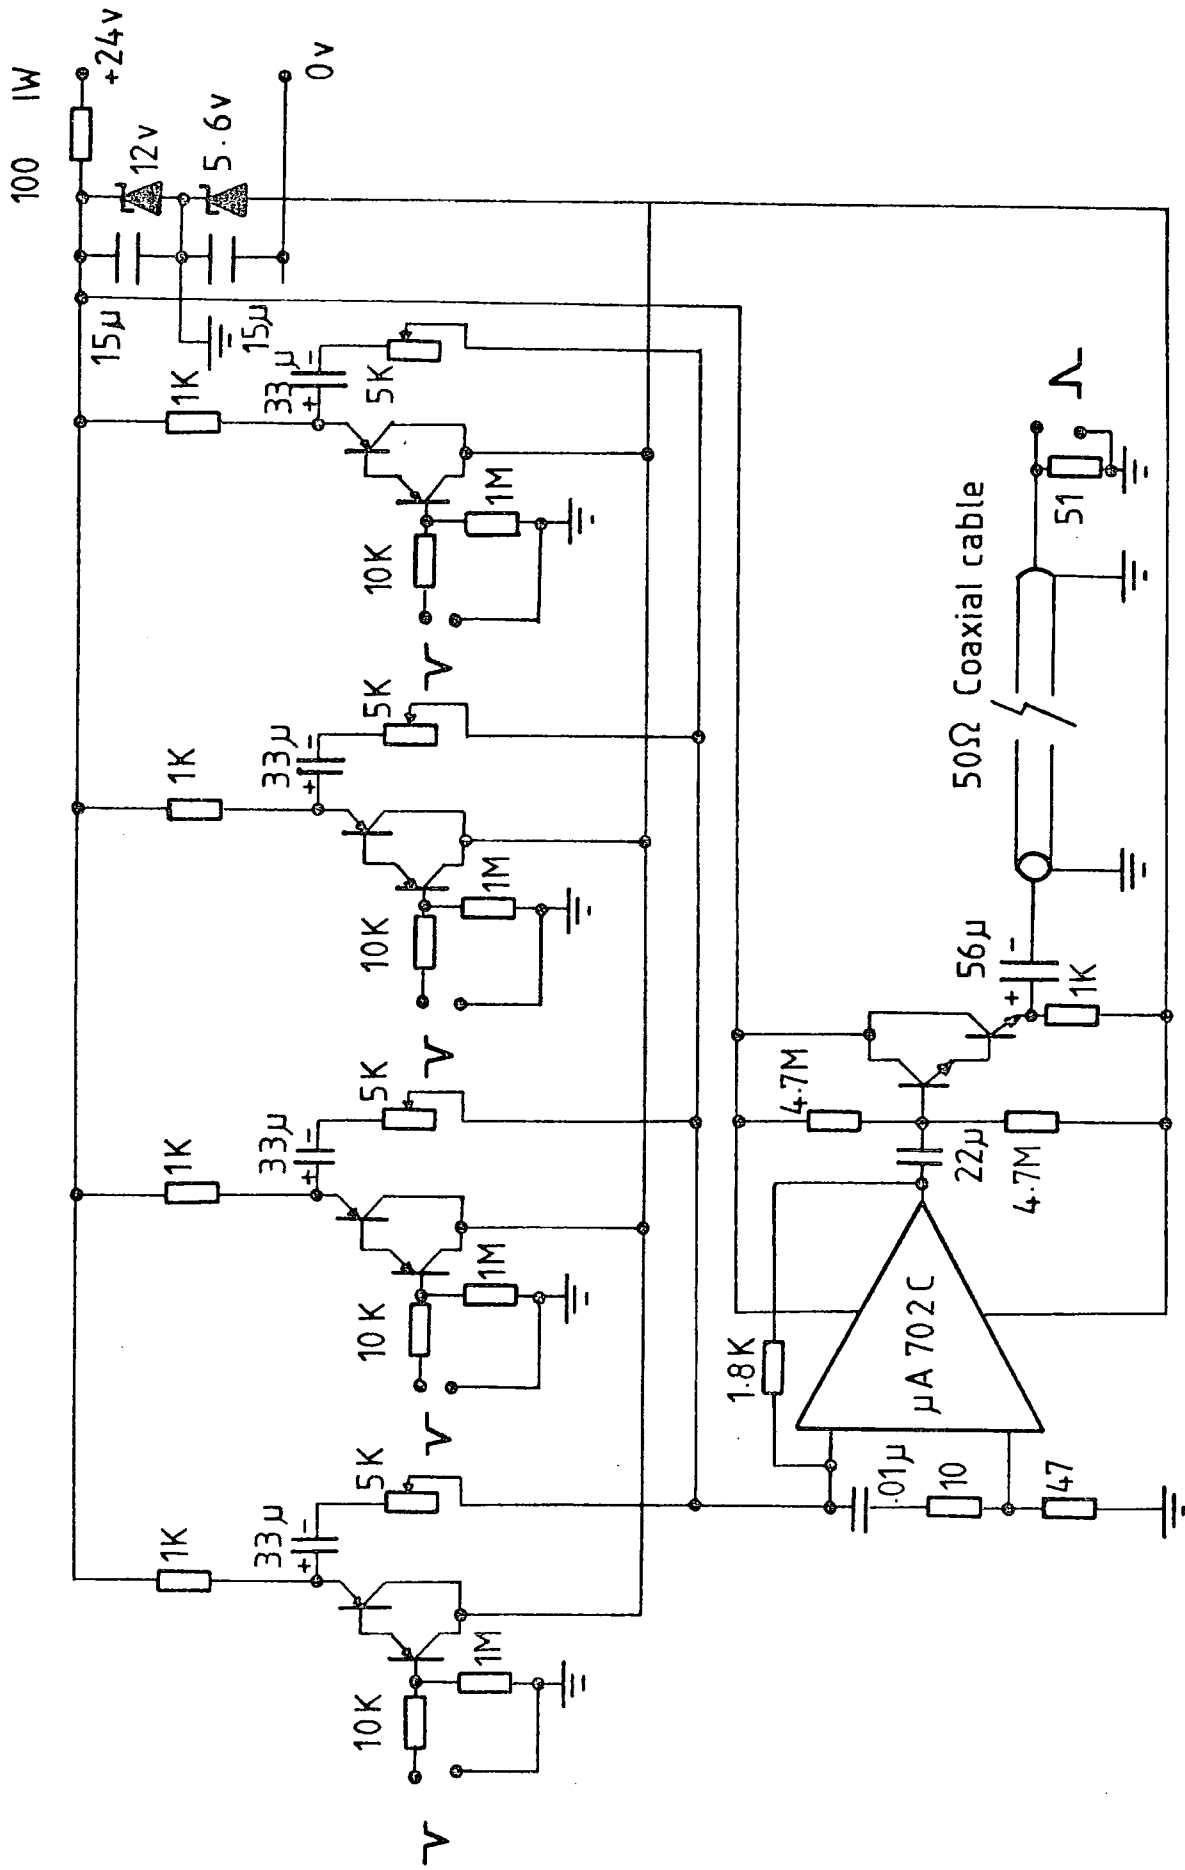 100 1W
+24v
12v
5.6v
0v
15µ
15µ
1K
33
µ
+
-
5K
1M
10K
1K
33µ
+
-
5K
1M
10K
1K
33µ
+
-
5K
1M
10K
1K
33µ
+
-
5K
1M
10K
1.8K
.01µ
10
47
µA 702C
22µ
4.7M
4.7M
56µ
+
-
1K
50Ω Coaxial cable
51